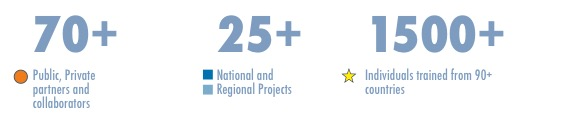 70+
Public, Private
partners and
collaborators
25+
National and
Regional Projects
1500+
Individuals trained from 90+
countries